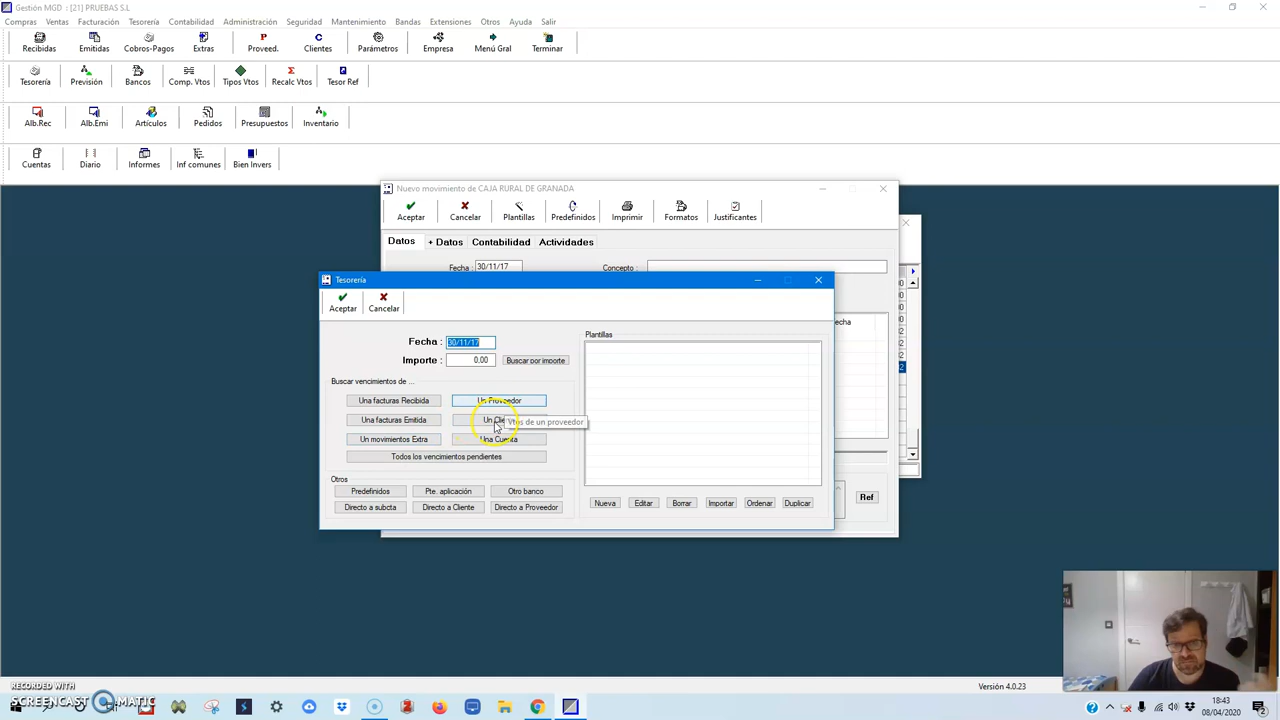 Gestión MGD : [21] PRUEBAS S.L
Compras Ventas Facturación Tesorería Contabilidad Administración Seguridad Mantenimiento Bandas Extensiones Otros Ayuda Salir
Recibidas Emitidas Cobros-Pagos Extras Proveed. Clientes Parámetros Empresa Menú Gral Terminar
Tesorería Previsión Bancos Comp. Vtos Tipos Vtos Recalc Vtos Tesor Ref
Alb.Rec Alb.Emi Artículos Pedidos Presupuestos Inventario
Cuentas Diario Informes Inf comunes Bien Invers
Nuevo movimiento de CAJA RURAL DE GRANADA
Aceptar Cancelar Plantillas Predefinidos Imprimir Formatos Justificantes
Datos + Datos Contabilidad Actividades
Fecha : 30/11/17 Concepto :
Tesorería
Aceptar Cancelar
Fecha : 30/11/17
Importe : 0,00 Buscar por importe
Plantillas
Buscar vencimientos de ...
Una facturas Recibida Un Proveedor
Una facturas Emitida Un Cli Vtos de un proveedor
Un movimientos Extra Una Cuenta
Todos los vencimientos pendientes
Otros
Predefinidos Pte. aplicación Otro banco
Directo a subcta Directo a Cliente Directo a Proveedor
Nueva Editar Borrar Importar Ordenar Duplicar
Ref
Versión 4.0.23
RECORDED WITH
SCREENCAST MATIC
18:43
08/04/2020